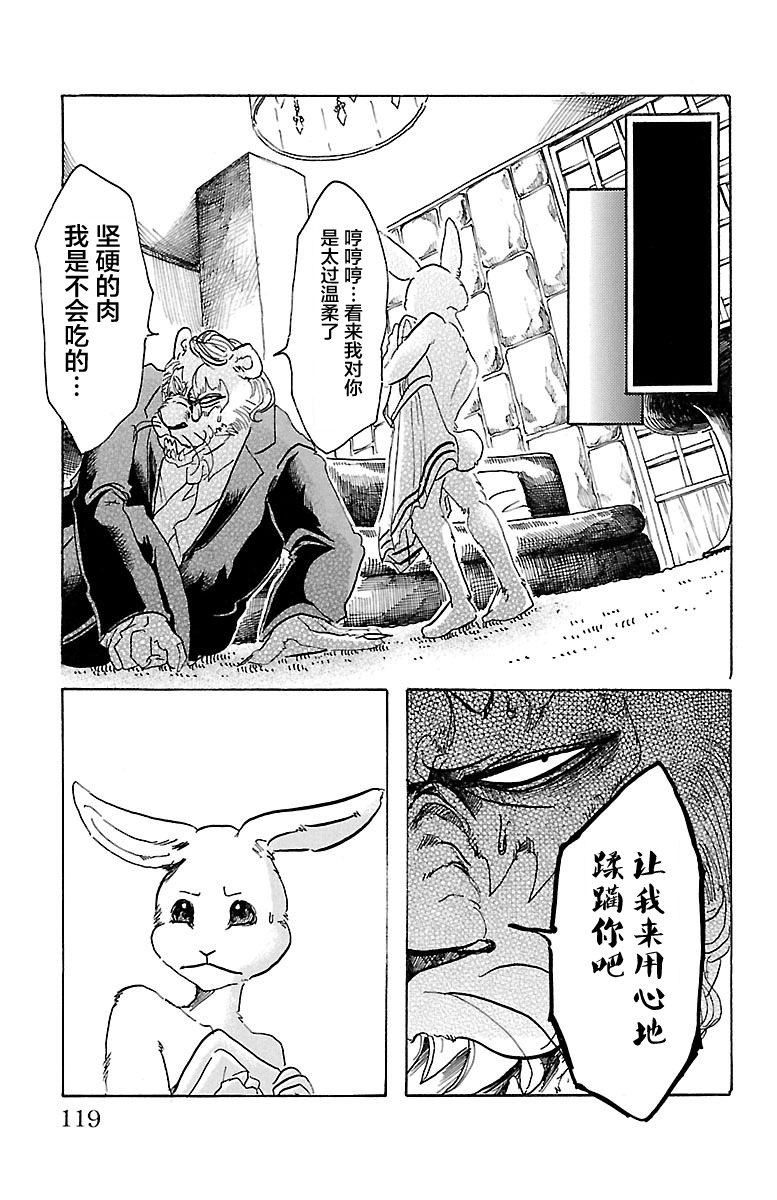 哼哼哼…看来我对你
是太过温柔了
坚硬的肉
我是不会吃的…
让我来用心地
蹂躏你吧
119